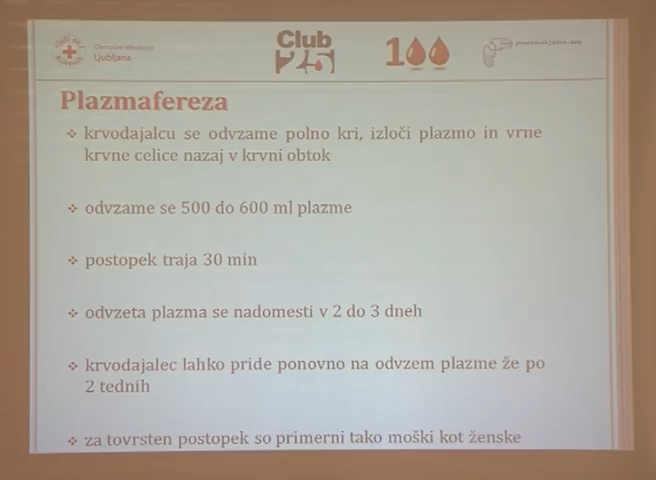 Območno združenje
Ljubljana
Club
25
100
Plazmafereza
❖ krvodajalcu se odvzame polno kri, izloči plazmo in vrne
krvne celice nazaj v krvni obtok
❖ odvzame se 500 do 600 ml plazme
❖ postopek traja 30 min
❖ odvzeta plazma se nadomesti v 2 do 3 dneh
❖ krvodajalec lahko pride ponovno na odvzem plazme že po
2 tednih
❖ za tovrsten postopek so primerni tako moški kot ženske